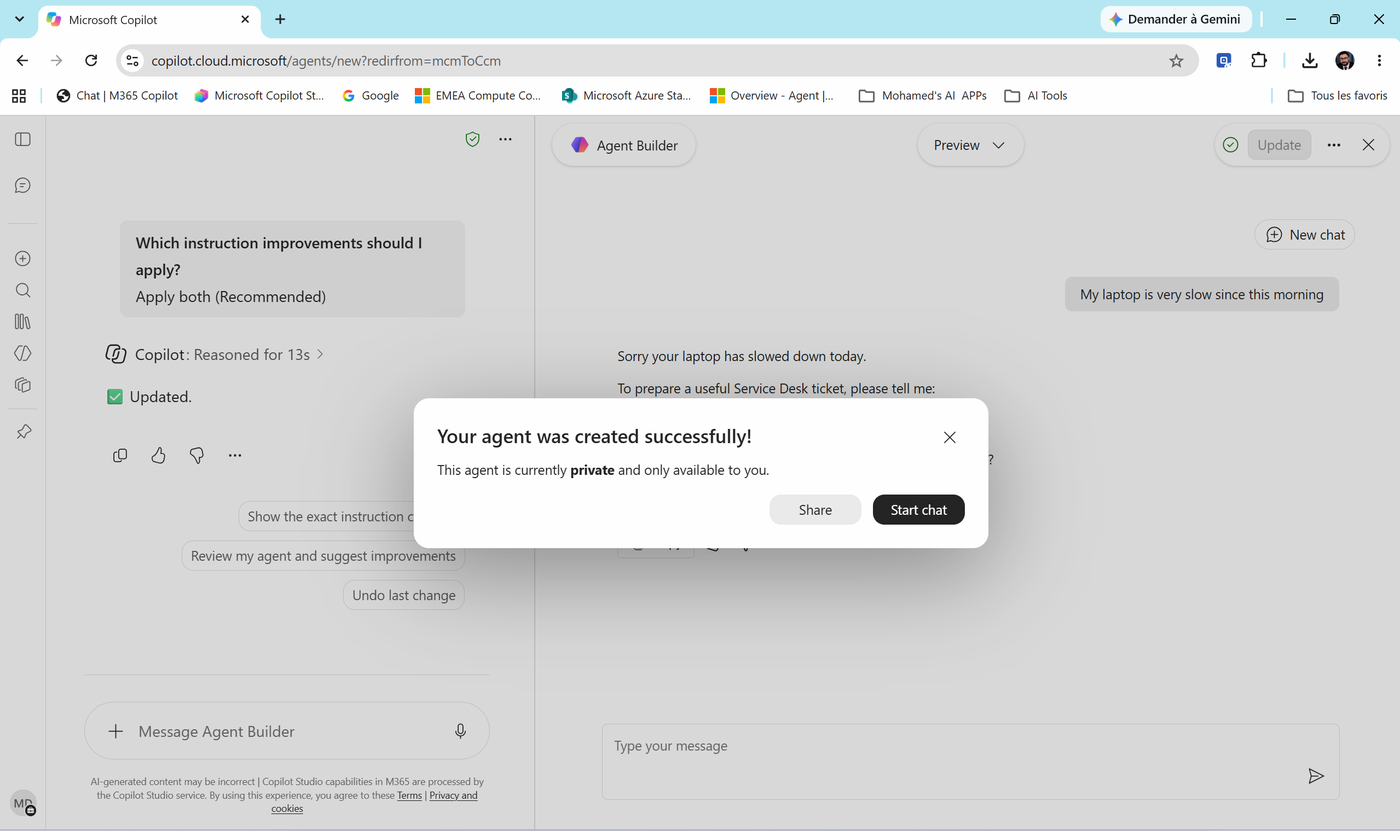 Microsoft Copilot
Demander à Gemini
copilot.cloud.microsoft/agents/new?redirfrom=mcmToCcm
Chat | M365 Copilot
Microsoft Copilot St...
Google
EMEA Compute Co...
Microsoft Azure Sta...
Overview - Agent |...
Mohamed's AI APPs
AI Tools
Tous les favoris
Agent Builder
Preview
Update
New chat
Which instruction improvements should I
apply?
Apply both (Recommended)
My laptop is very slow since this morning
Copilot: Reasoned for 13s
Updated.
Sorry your laptop has slowed down today.
To prepare a useful Service Desk ticket, please tell me:
?
Your agent was created successfully!
This agent is currently private and only available to you.
Share
Start chat
Show the exact instruction c
Review my agent and suggest improvements
Undo last change
Message Agent Builder
Type your message
AI-generated content may be incorrect | Copilot Studio capabilities in M365 are processed by
the Copilot Studio service. By using this experience, you agree to these Terms | Privacy and
cookies
MD